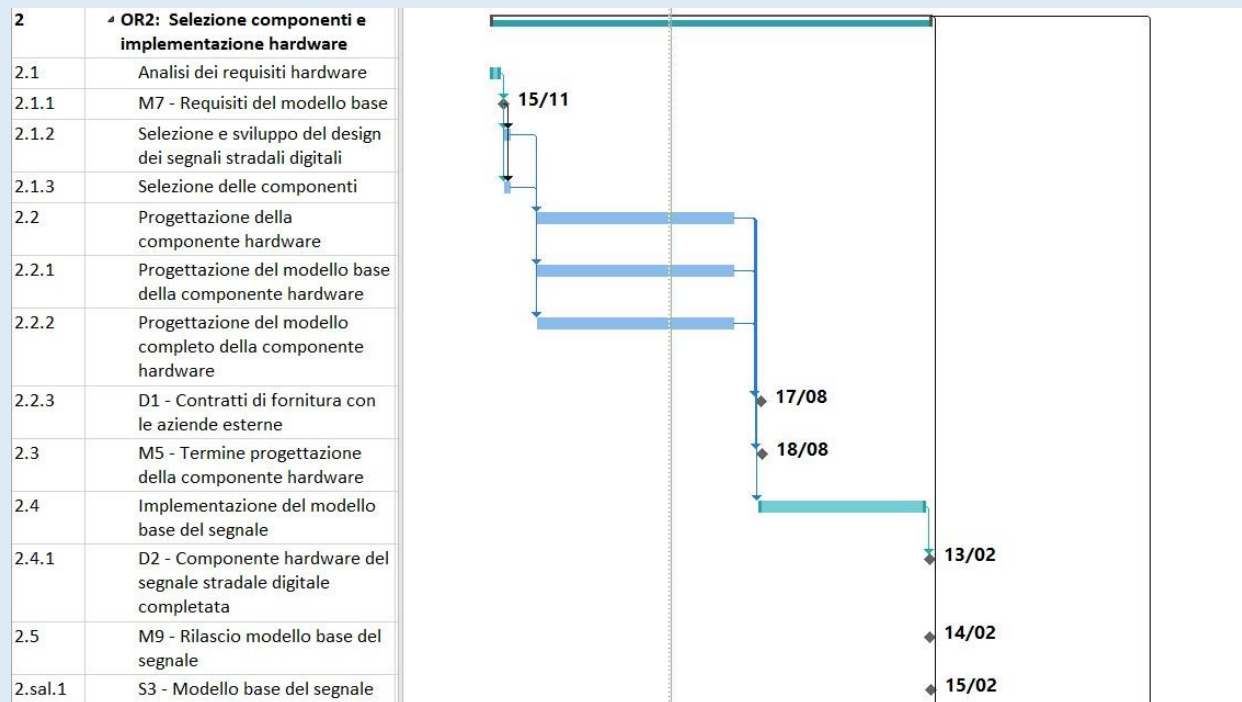 2 OR2: Selezione componenti e
implementazione hardware
2.1 Analisi dei requisiti hardware
2.1.1 M7 - Requisiti del modello base
15/11
2.1.2 Selezione e sviluppo del design
dei segnali stradali digitali
2.1.3 Selezione delle componenti
2.2 Progettazione della
componente hardware
2.2.1 Progettazione del modello base
della componente hardware
2.2.2 Progettazione del modello
completo della componente
hardware
2.2.3 D1 - Contratti di fornitura con
le aziende esterne
17/08
2.3 M5 - Termine progettazione
della componente hardware
18/08
2.4 Implementazione del modello
base del segnale
2.4.1 D2 - Componente hardware del
segnale stradale digitale
completata
13/02
2.5 M9 - Rilascio modello base del
segnale
14/02
2.sal.1 S3 - Modello base del segnale
15/02